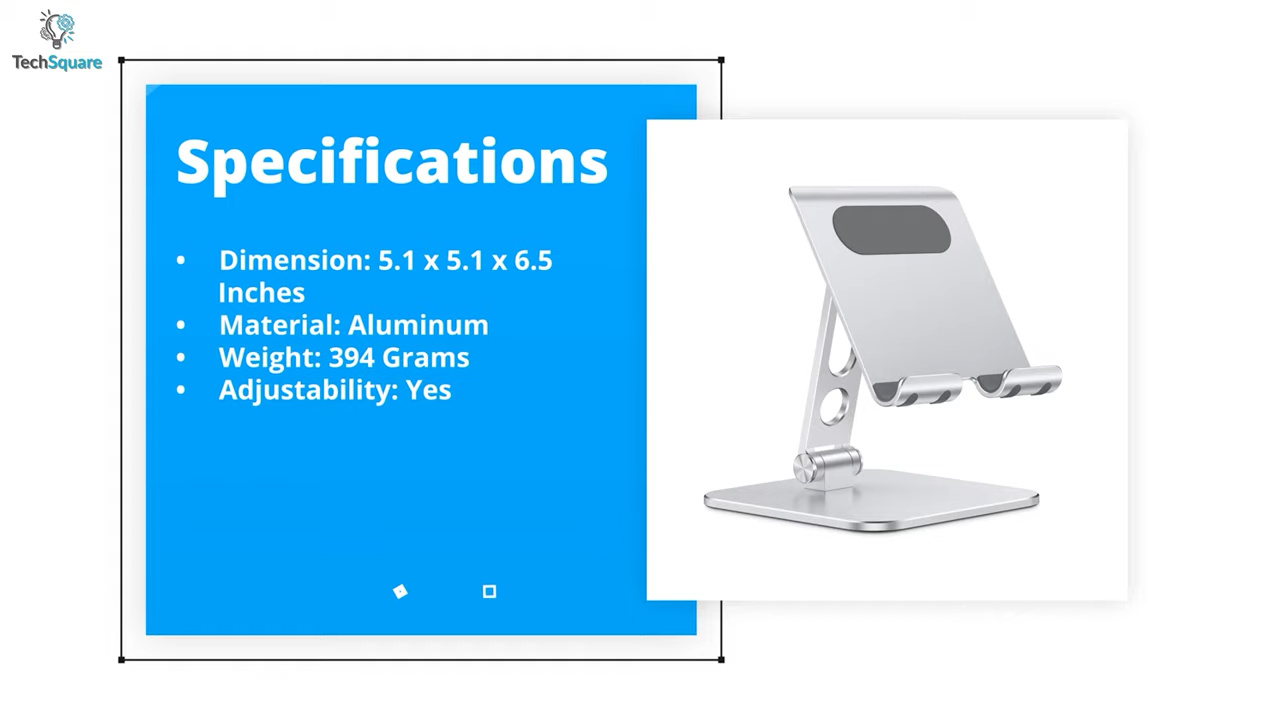 TechSquare
Specifications
• Dimension: 5.1 x 5.1 x 6.5
Inches
• Material: Aluminum
• Weight: 394 Grams
• Adjustability: Yes